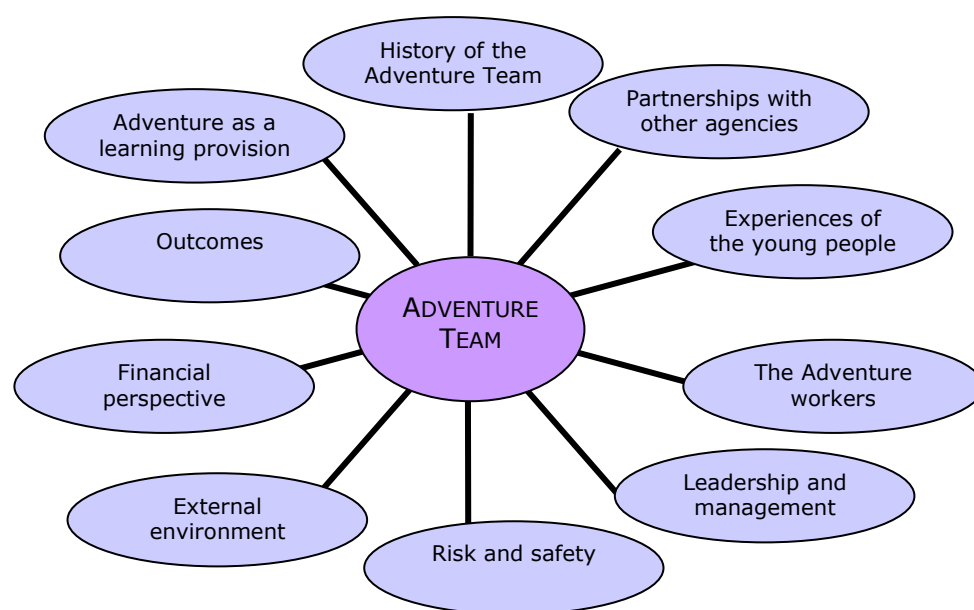 History of the
Adventure Team
Partnerships with
other agencies
Adventure as a
learning provision
Experiences of
the young people
Outcomes
ADVENTURE
TEAM
Financial
perspective
The Adventure
workers
Leadership and
management
External
environment
Risk and safety